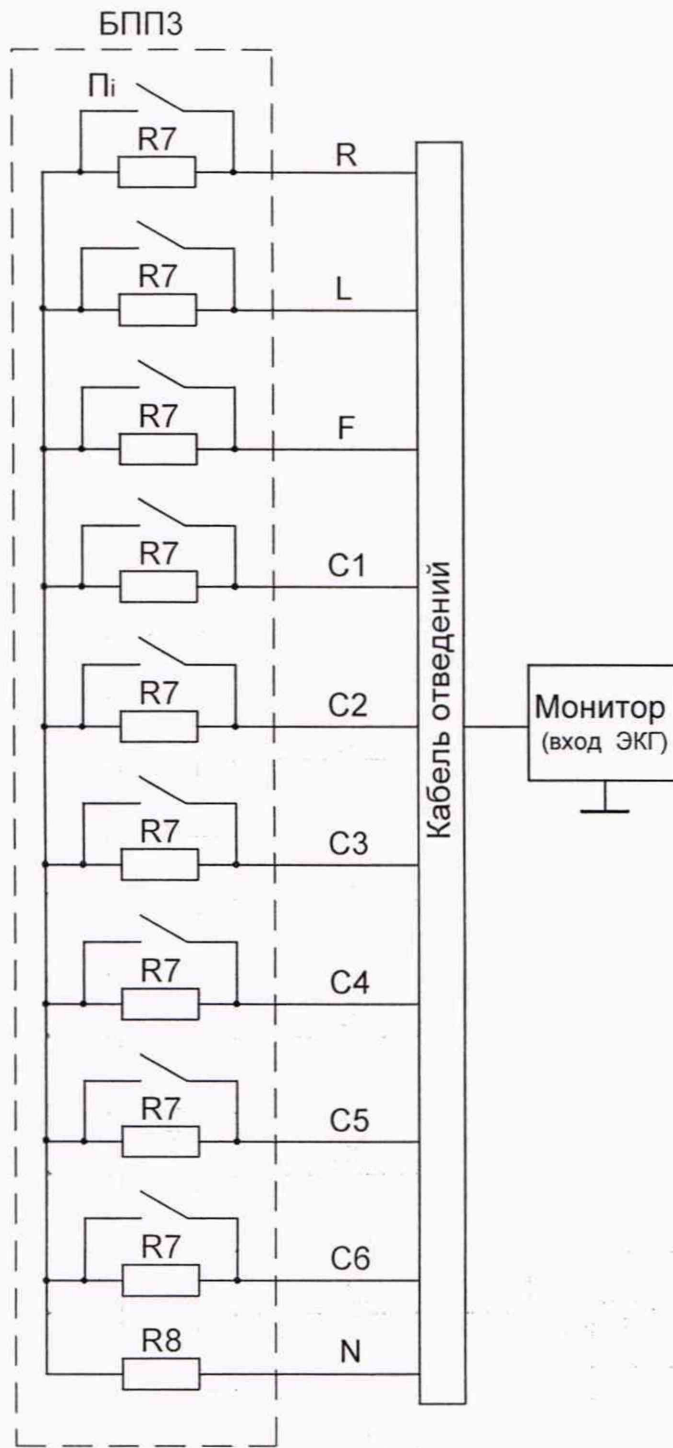 БПП3
Пi
R7
R
R7
L
R7
F
R7
C1
R7
C2
R7
C3
R7
C4
R7
C5
R7
C6
R8
N
Кабель отведений
Монитор
(вход ЭКГ)